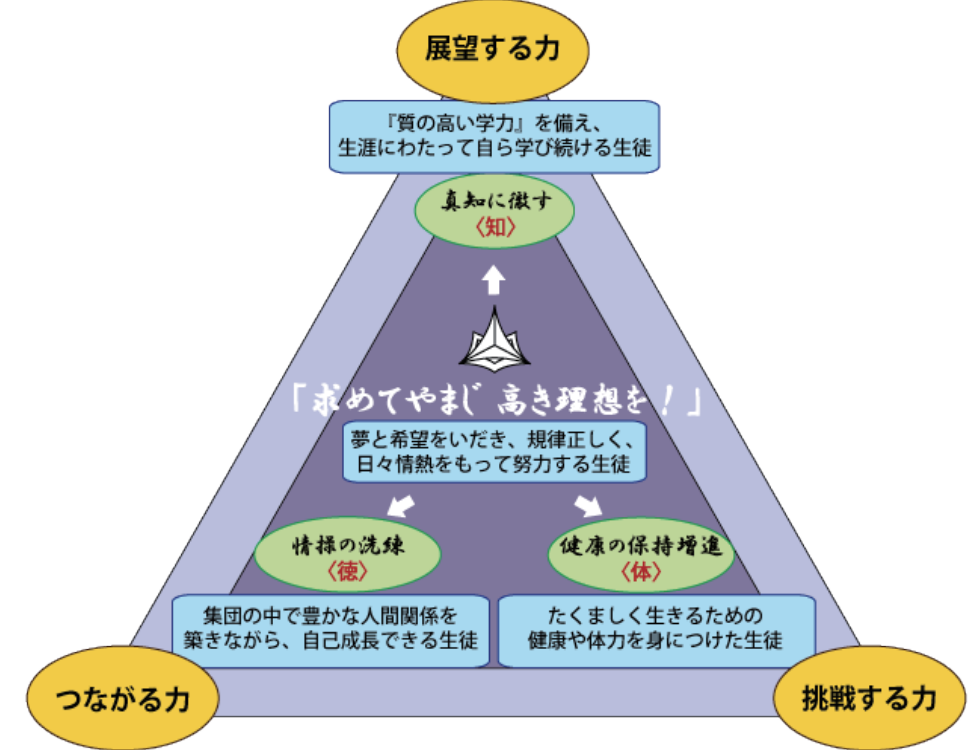 展望する力
『質の高い学力』を備え、
生涯にわたって自ら学び続ける生徒
真知に徹す
〈知〉
「求めてやまじ 高き理想を!」
夢と希望をいだき、規律正しく、
日々情熱をもって努力する生徒
情操の洗練
〈徳〉
健康の保持増進
〈体〉
集団の中で豊かな人間関係を
築きながら、自己成長できる生徒
たくましく生きるための
健康や体力を身につけた生徒
つながる力
挑戦する力